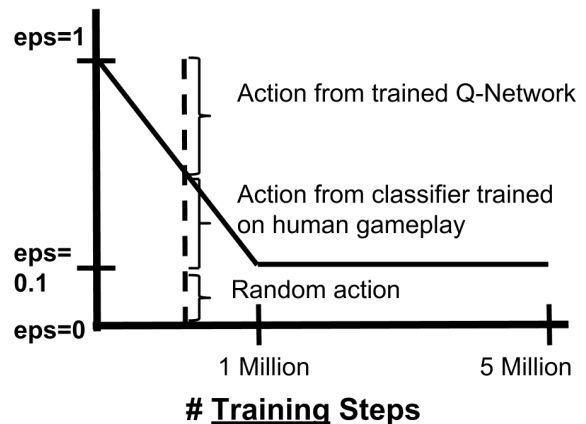 eps=1
Action from trained Q-Network
Action from classifier trained
on human gameplay
eps=
0.1
Random action
eps=0
1 Million
5 Million
# Training Steps